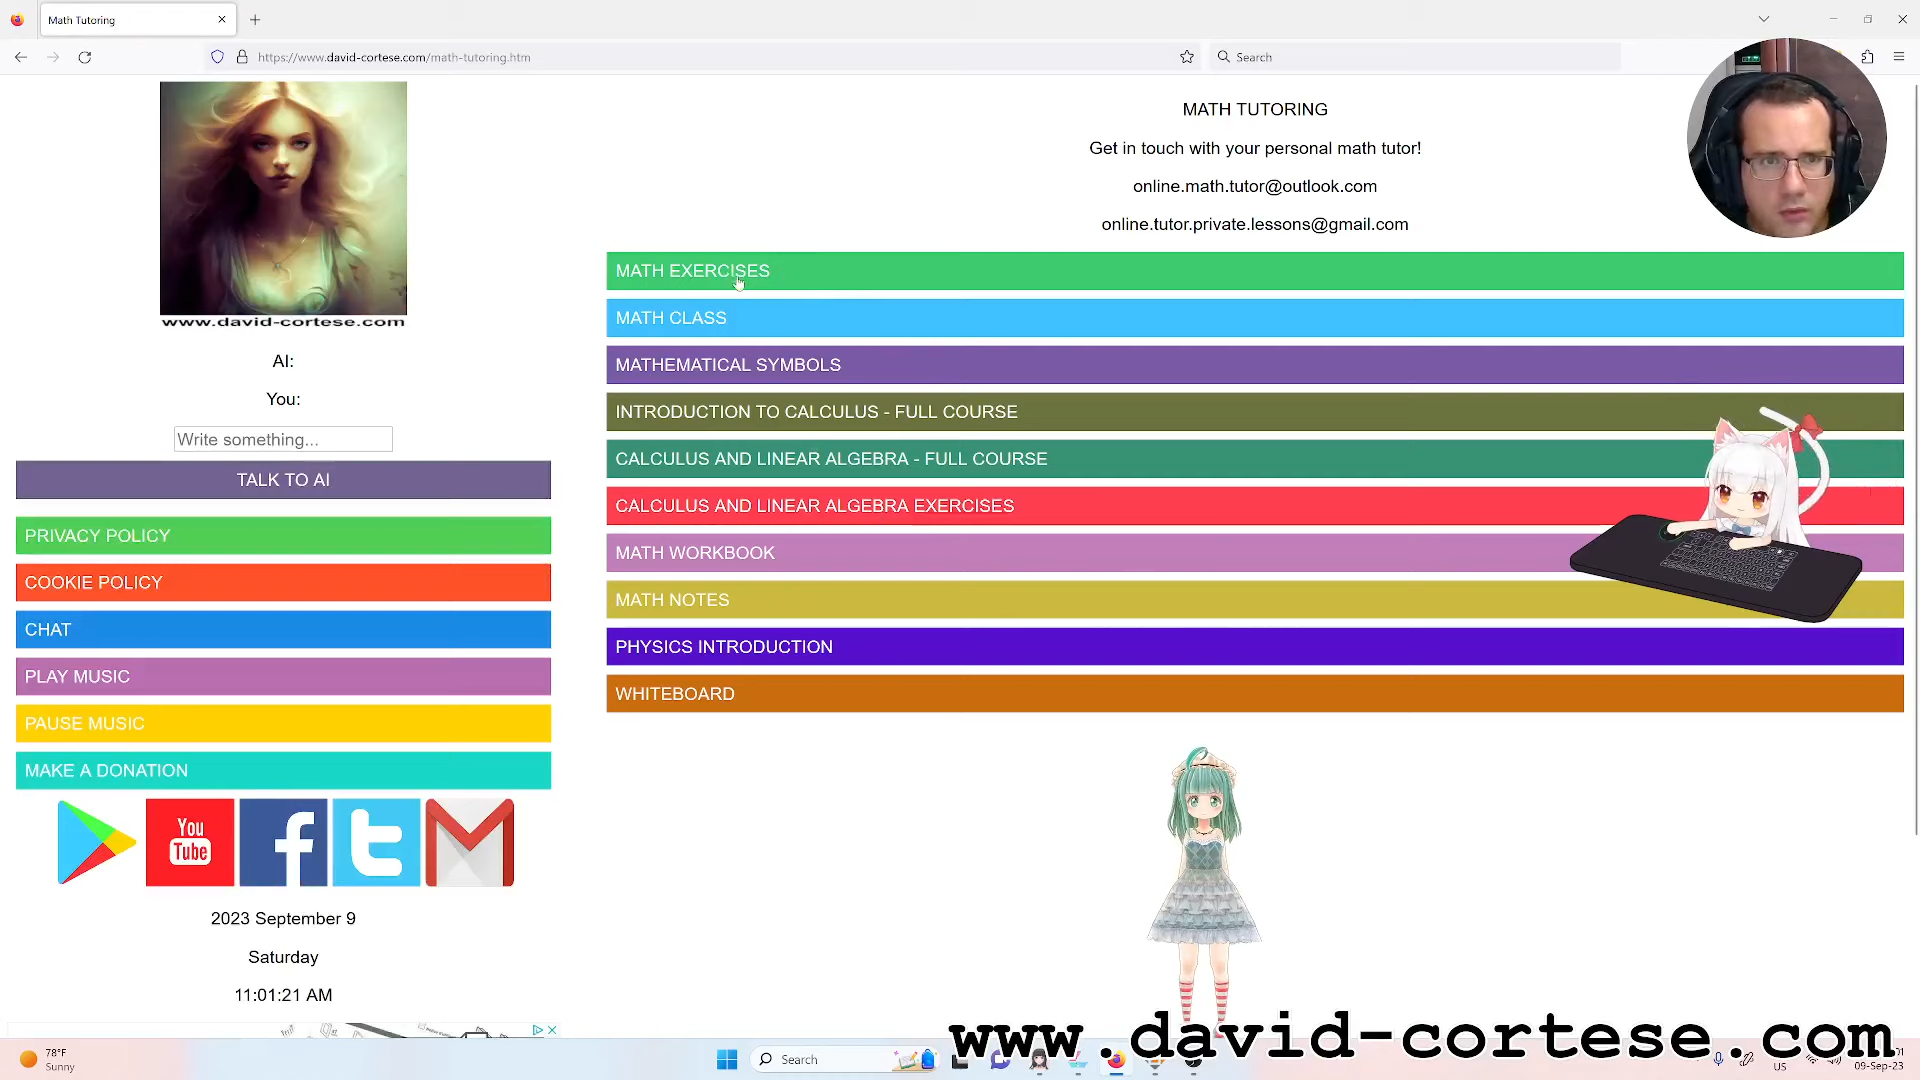 Math Tutoring
https://www.david-cortese.com/math-tutoring.htm
Search
www.david-cortese.com
AI:
You:
Write something...
TALK TO AI
PRIVACY POLICY
COOKIE POLICY
CHAT
PLAY MUSIC
PAUSE MUSIC
MAKE A DONATION
You
Tube
2023 September 9
Saturday
11:01:21 AM
MATH TUTORING
Get in touch with your personal math tutor!
online.math.tutor@outlook.com
online.tutor.private.lessons@gmail.com
MATH EXERCISES
MATH CLASS
MATHEMATICAL SYMBOLS
INTRODUCTION TO CALCULUS - FULL COURSE
CALCULUS AND LINEAR ALGEBRA - FULL COURSE
CALCULUS AND LINEAR ALGEBRA EXERCISES
MATH WORKBOOK
MATH NOTES
PHYSICS INTRODUCTION
WHITEBOARD
www.david-cortese.com
78°F
Sunny
Search
US
09-Sep-23